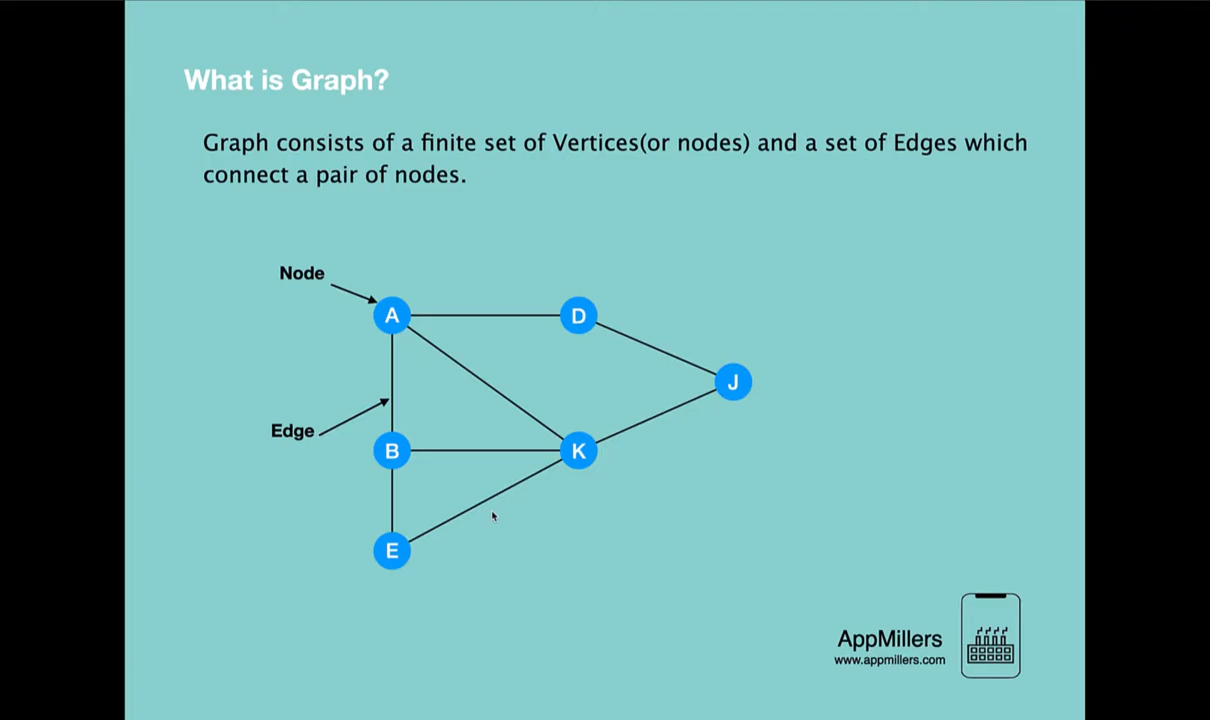 What is Graph?
Graph consists of a finite set of Vertices(or nodes) and a set of Edges which
connect a pair of nodes.
Node
A
D
J
Edge
B
K
E
AppMillers
www.appmillers.com